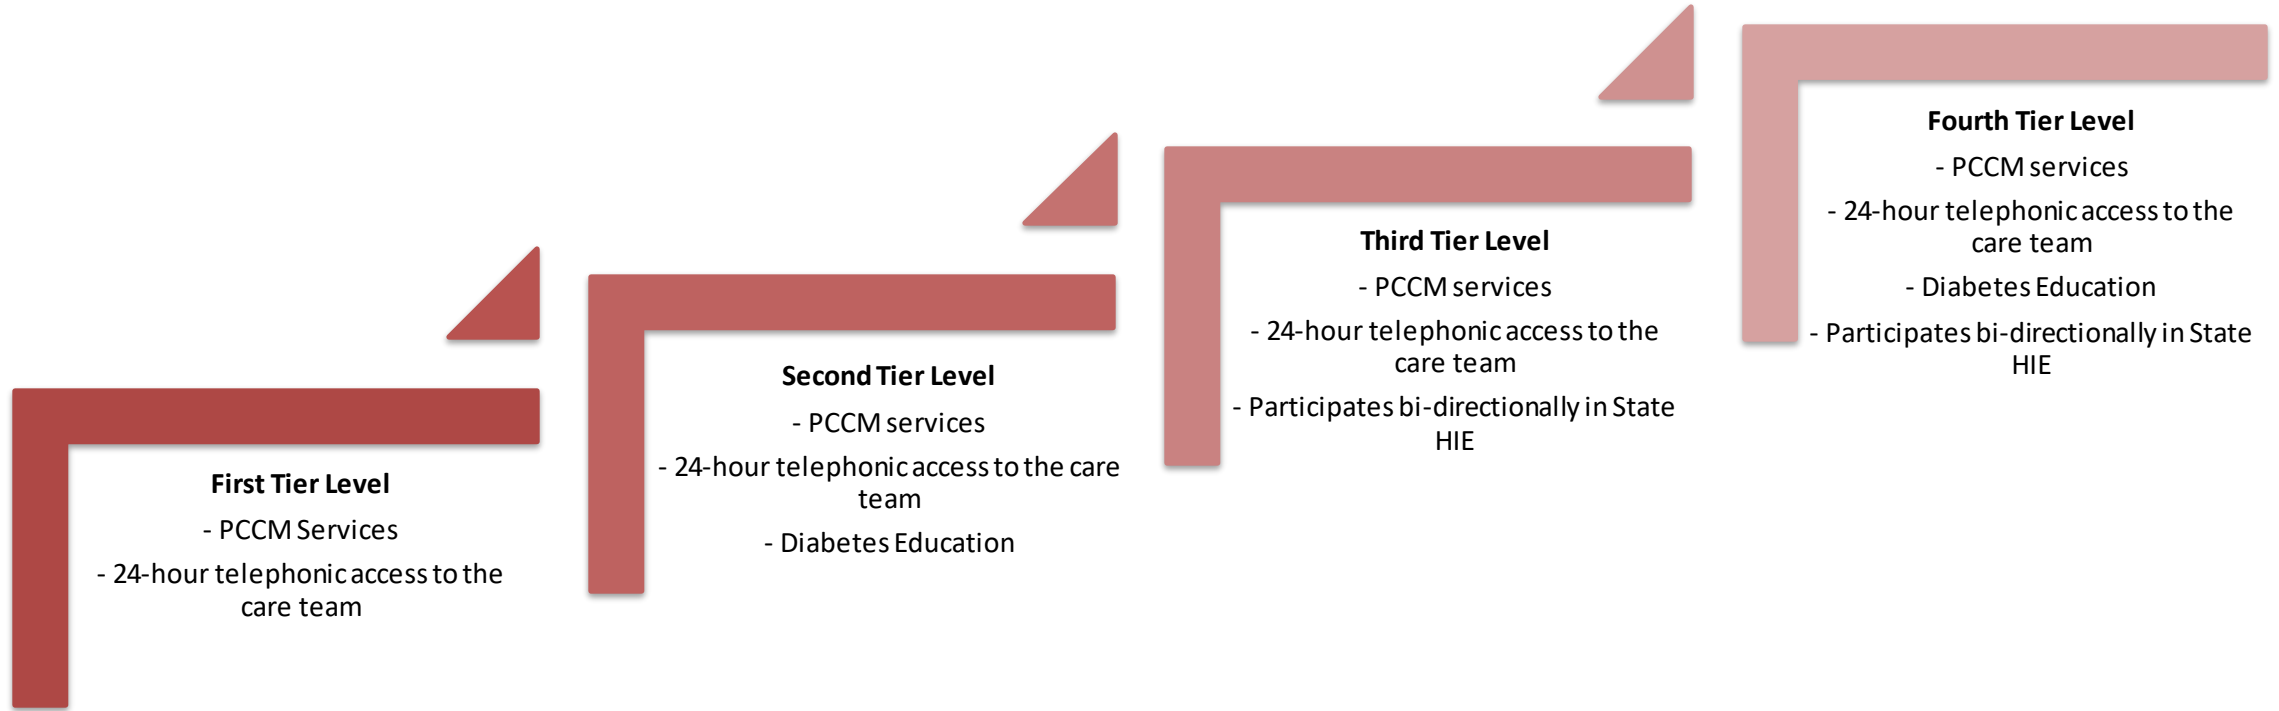 First Tier Level
- PCCM Services
- 24-hour telephonic access to the
care team
Second Tier Level
- PCCM services
- 24-hour telephonic access to the care
team
- Diabetes Education
Third Tier Level
- PCCM services
- 24-hour telephonic access to the
care team
- Participates bi-directionally in State
HIE
Fourth Tier Level
- PCCM services
- 24-hour telephonic access to the
care team
- Diabetes Education
- Participates bi-directionally in State
HIE